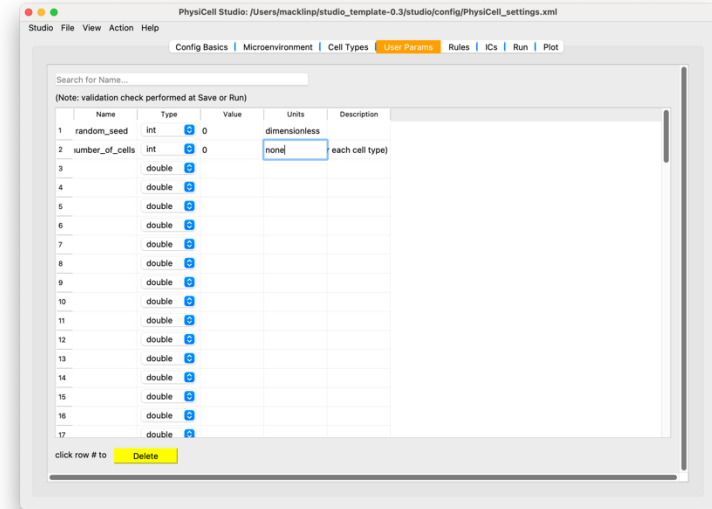 PhysiCell Studio: /Users/macklinp/studio_template-0.3/studio/config/PhysiCell_settings.xml
Studio File View Action Help
Config Basics Microenvironment Cell Types User Params Rules ICs Run Plot
Search for Name...
(Note: validation check performed at Save or Run)
Name Type Value Units Description
1 random_seed int 0 dimensionless
2 number_of_cells int 0 none each cell type)
3 double
4 double
5 double
6 double
7 double
8 double
9 double
10 double
11 double
12 double
13 double
14 double
15 double
16 double
17 double
click row # to Delete